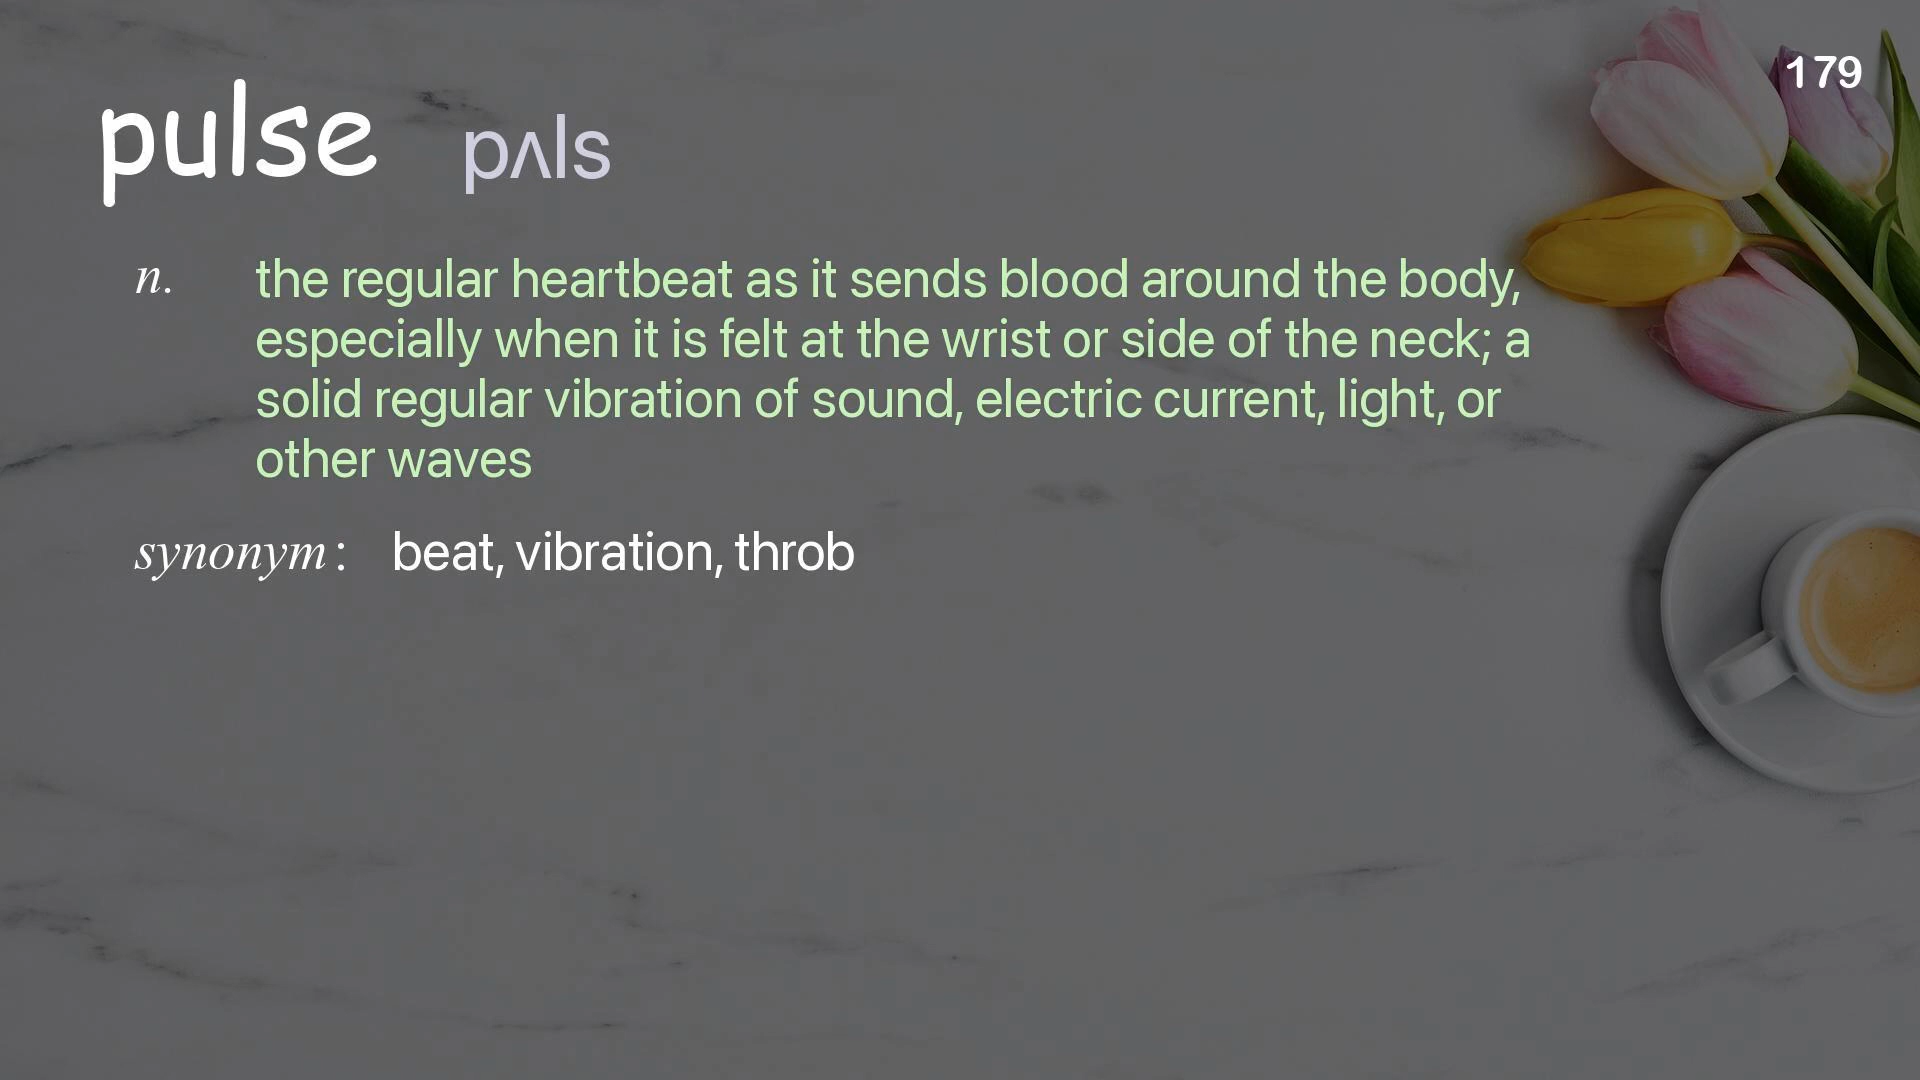 179
pulse pʌls
n. the regular heartbeat as it sends blood around the body,
especially when it is felt at the wrist or side of the neck; a
solid regular vibration of sound, electric current, light, or
other waves
synonym : beat, vibration, throb